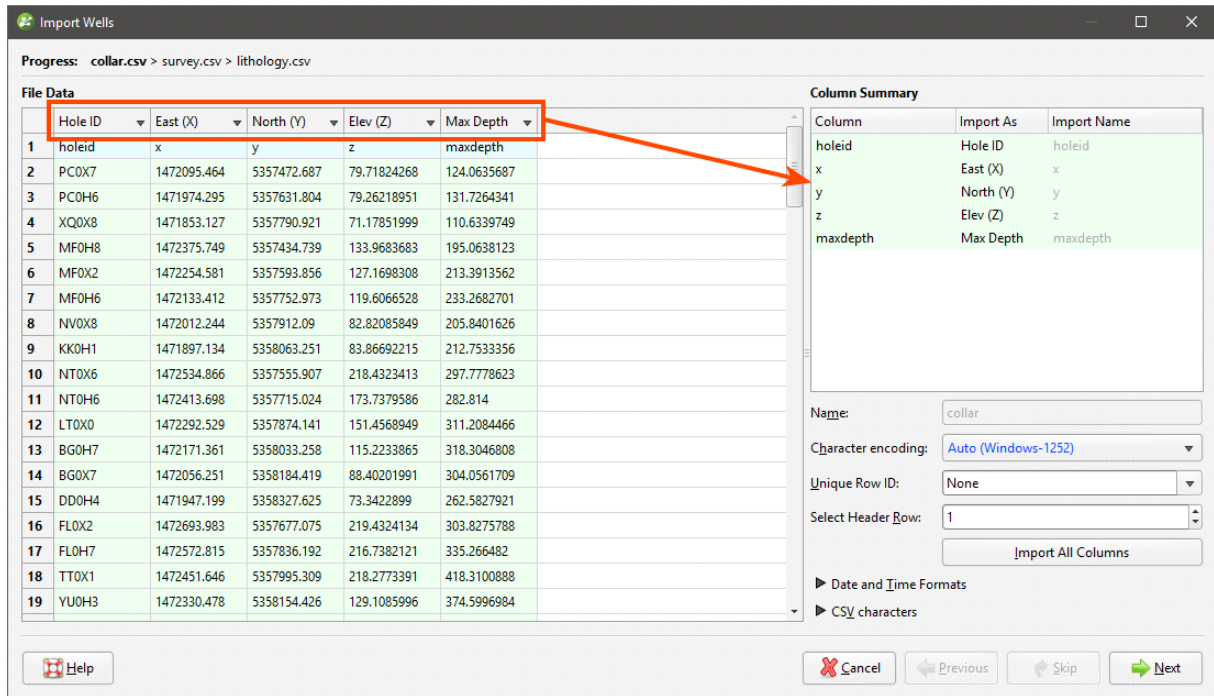 Import Wells
Progress: collar.csv > survey.csv > lithology.csv
File Data
Hole ID East (X) North (Y) Elev (Z) Max Depth
1 holeid x y z maxdepth
2 PC0X7 1472095.464 5357472.687 79.71824268 124.0635687
3 PC0H6 1471974.295 5357631.804 79.26218951 131.7264341
4 XQ0X8 1471853.127 5357790.921 71.17851999 110.6339749
5 MF0H8 1472375.749 5357434.739 133.9683683 195.0638123
6 MF0X2 1472254.581 5357593.856 127.1698308 213.3913562
7 MF0H6 1472133.412 5357752.973 119.6066528 233.2682701
8 NV0X8 1472012.244 5357912.09 82.82085849 205.8401626
9 KK0H1 1471897.134 5358063.251 83.86692215 212.7533356
10 NT0X6 1472534.866 5357555.907 218.4323413 297.7778623
11 NT0H6 1472413.698 5357715.024 173.7379586 282.814
12 LT0X0 1472292.529 5357874.141 151.4568949 311.2084466
13 BG0H7 1472171.361 5358033.258 115.2233865 318.3046808
14 BG0X7 1472056.251 5358184.419 88.40201991 304.0561709
15 DD0H4 1471947.199 5358327.625 73.3422899 262.5827921
16 FL0X2 1472693.983 5357677.075 219.4324134 303.8275788
17 FL0H7 1472572.815 5357836.192 216.7382121 335.266482
18 TT0X1 1472451.646 5357995.309 218.2773391 418.3100888
19 YU0H3 1472330.478 5358154.426 129.1085996 374.5996984
Column Summary
Column Import As Import Name
holeid Hole ID holeid
x East (X) x
y North (Y) y
z Elev (Z) z
maxdepth Max Depth maxdepth
Name: collar
Character encoding: Auto (Windows-1252)
Unique Row ID: None
Select Header Row: 1
Import All Columns
Date and Time Formats
CSV characters
Help
Cancel Previous Skip Next